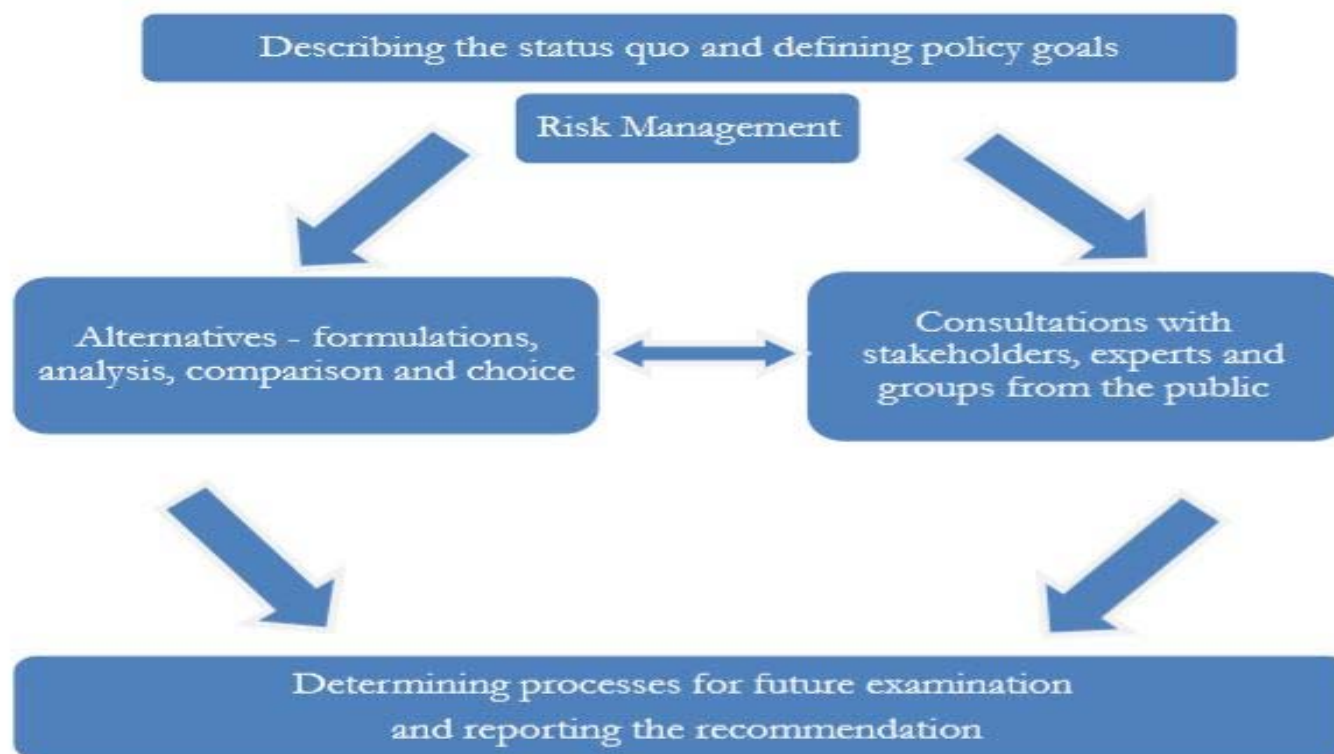 Describing the status quo and defining policy goals
Risk Management
Alternatives - formulations,
analysis, comparison and choice
Consultations with
stakeholders, experts and
groups from the public
Determining processes for future examination
and reporting the recommendation